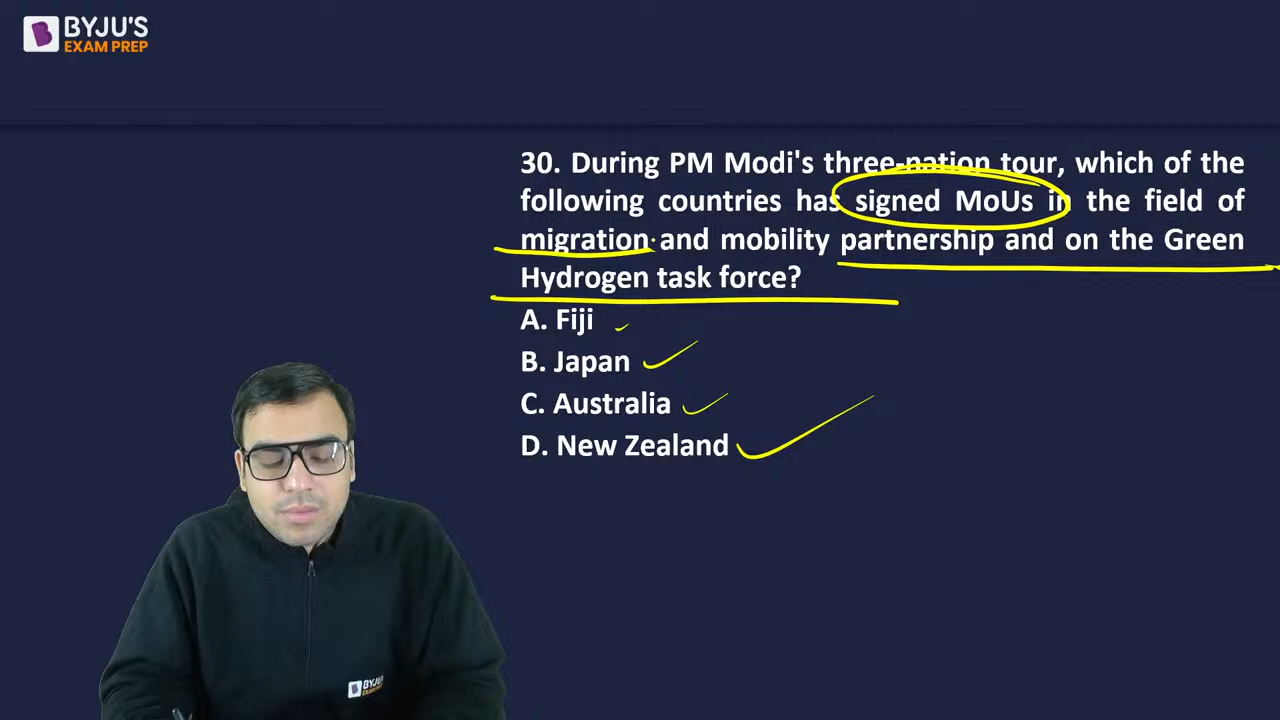 BYJU'S
EXAM PREP
30. During PM Modi's three-nation tour, which of the
following countries has signed MoUs in the field of
migration and mobility partnership and on the Green
Hydrogen task force?
A. Fiji
B. Japan
C. Australia
D. New Zealand
BYJU'S
EXAM PREP